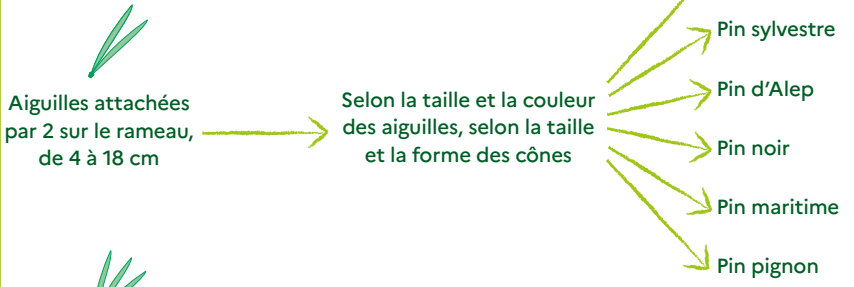 Aiguilles attachées
par 2 sur le rameau,
de 4 à 18 cm
Selon la taille et la couleur
des aiguilles, selon la taille
et la forme des cônes
Pin sylvestre
Pin d’Alep
Pin noir
Pin maritime
Pin pignon